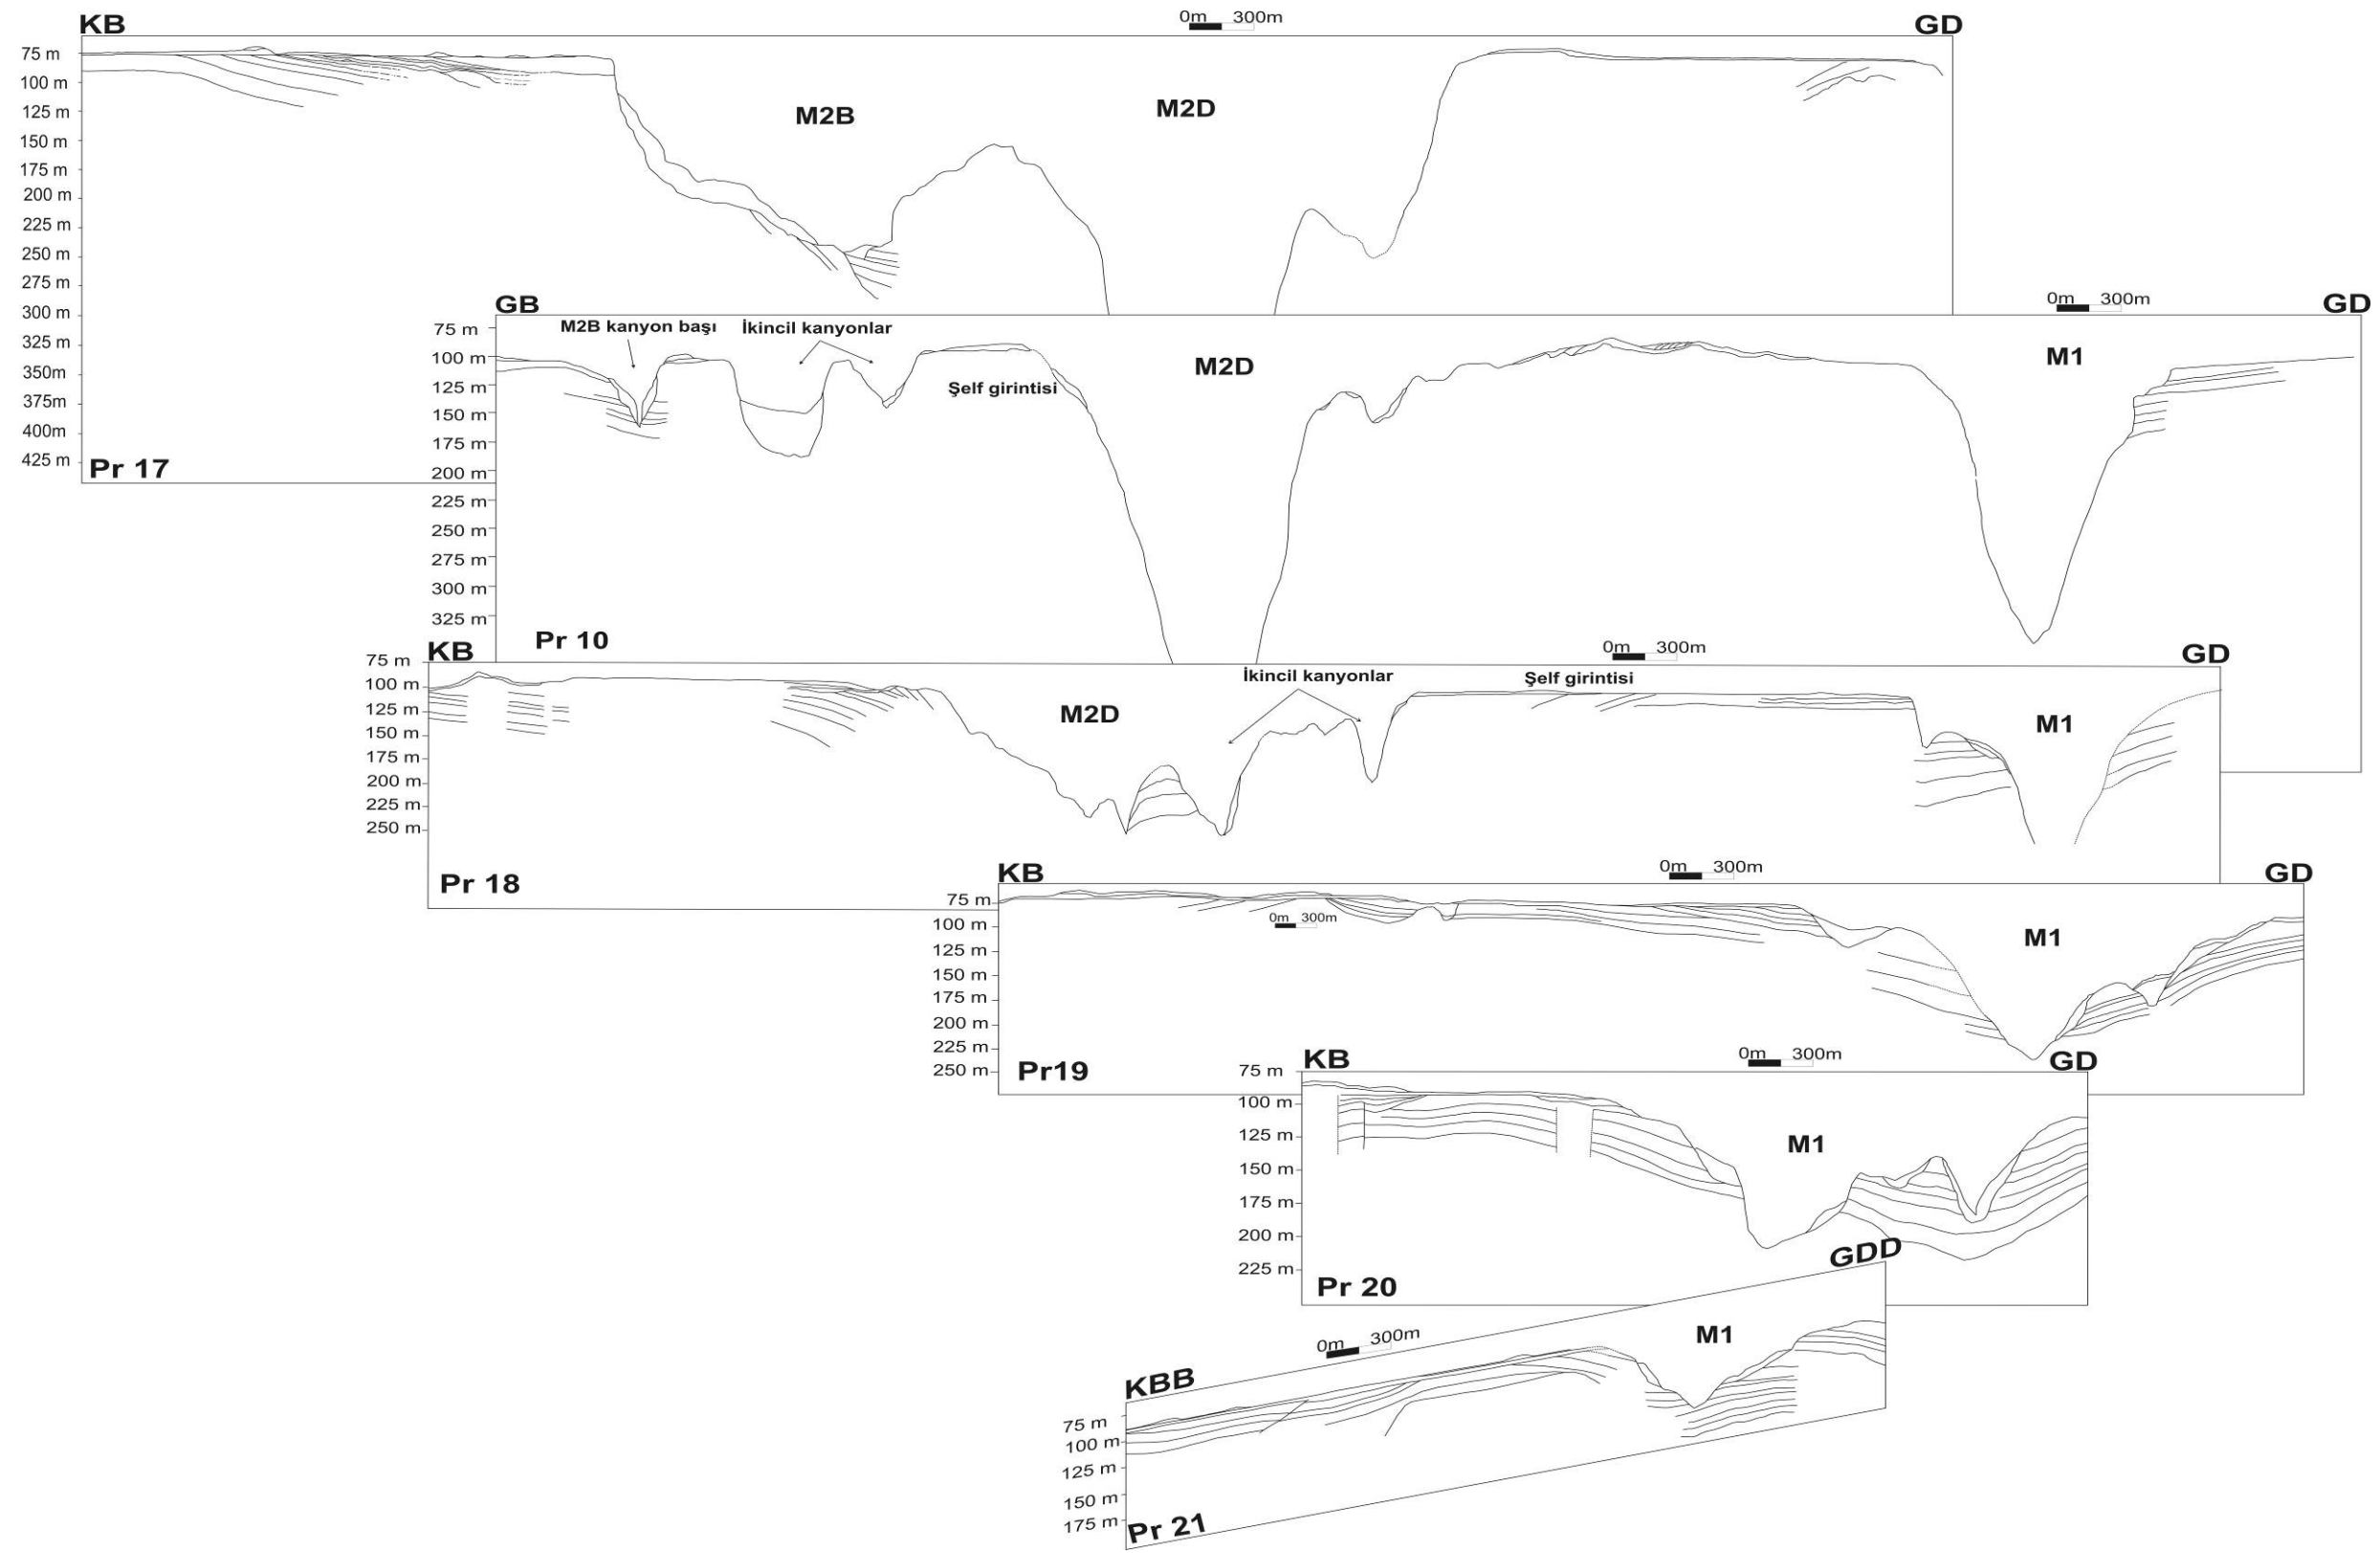 KB
0m 300m
GD
75 m
100 m
125 m
150 m
175 m
200 m
225 m
250 m
275 m
300 m
325 m
350m
375m
400m
425 m
M2B
M2D
Pr 17
GB
0m 300m
GD
75 m
100 m
125 m
150 m
175 m
200 m
225 m
250 m
275 m
300 m
325 m
M2B kanyon başı
İkincil kanyonlar
Şelf girintisi
M2D
M1
Pr 10
KB
0m 300m
GD
75 m
100 m
125 m
150 m
175 m
200 m
225 m
250 m
M2D
İkincil kanyonlar
Şelf girintisi
M1
Pr 18
KB
0m 300m
GD
75 m
100 m
125 m
150 m
175 m
200 m
225 m
250 m
0m 300m
M1
Pr19
KB
0m 300m
GD
75 m
100 m
125 m
150 m
175 m
200 m
225 m
M1
Pr 20
KBB
0m 300m
GDD
75 m
100 m
125 m
150 m
175 m
M1
Pr 21